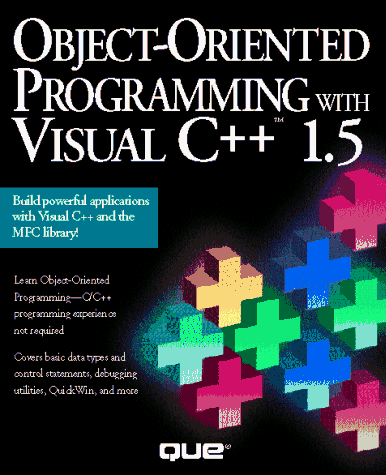 OBJECT-ORIENTED
PROGRAMMING WITH
VISUAL C++™ 1.5
Build powerful applications
with Visual C++ and the
MFC library!
Learn Object-Oriented
Programming—C/C++
programming experience
not required
Covers basic data types and
control statements, debugging
utilities, QuickWin, and more
que®